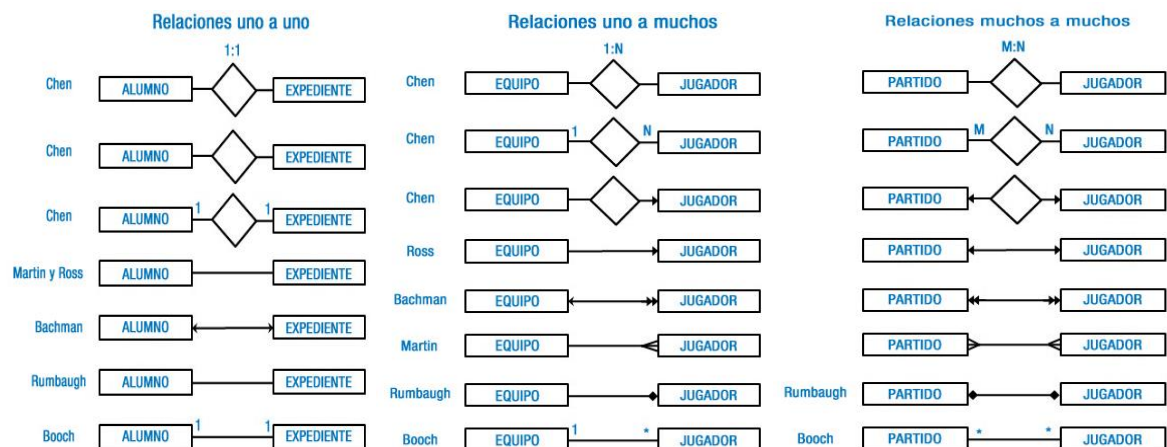 Relaciones uno a uno
1:1
Chen ALUMNO EXPEDIENTE
Chen ALUMNO EXPEDIENTE
Chen ALUMNO 1 1 EXPEDIENTE
Martin y Ross ALUMNO EXPEDIENTE
Bachman ALUMNO EXPEDIENTE
Rumbaugh ALUMNO EXPEDIENTE
Booch ALUMNO 1 1 EXPEDIENTE
Relaciones uno a muchos
1:N
Chen EQUIPO JUGADOR
Chen EQUIPO 1 N JUGADOR
Chen EQUIPO JUGADOR
Ross EQUIPO JUGADOR
Bachman EQUIPO JUGADOR
Martin EQUIPO JUGADOR
Rumbaugh EQUIPO JUGADOR
Booch EQUIPO 1 * JUGADOR
Relaciones muchos a muchos
M:N
PARTIDO JUGADOR
PARTIDO M N JUGADOR
PARTIDO JUGADOR
PARTIDO JUGADOR
PARTIDO JUGADOR
PARTIDO JUGADOR
Rumbaugh PARTIDO JUGADOR
Booch PARTIDO * * JUGADOR